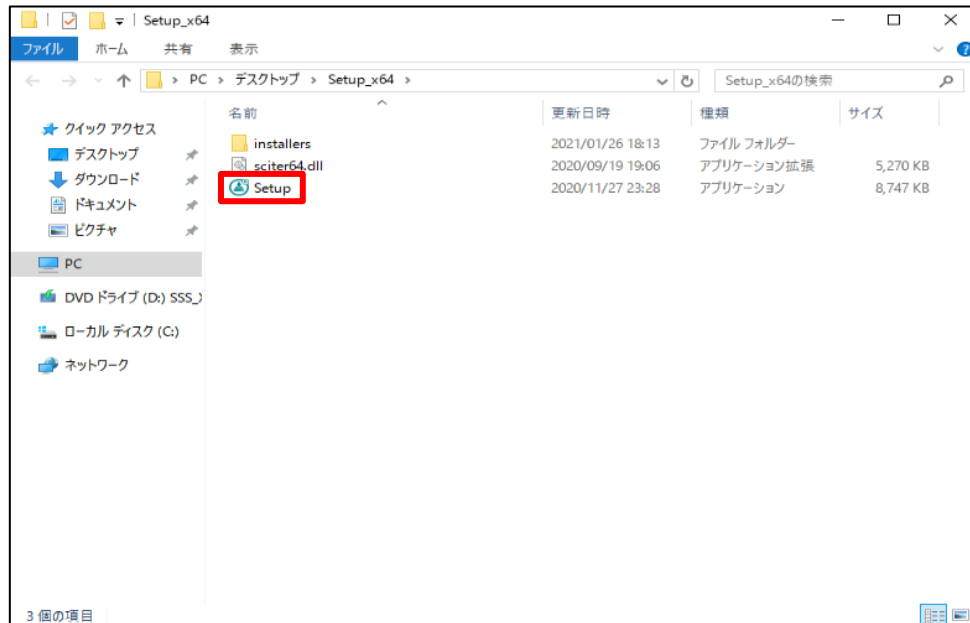 Setup_x64
ファイル ホーム 共有 表示
PC > デスクトップ > Setup_x64 > Setup_x64の検索
名前 更新日時 種類 サイズ
クイック アクセス
デスクトップ
ダウンロード
ドキュメント
ピクチャ
PC
DVD ドライブ (D:) SSS_X
ローカル ディスク (C:)
ネットワーク
installers 2021/01/26 18:13 ファイル フォルダー
sciter64.dll 2020/09/19 19:06 アプリケーション拡張 5,270 KB
Setup 2020/11/27 23:28 アプリケーション 8,747 KB
3 個の項目